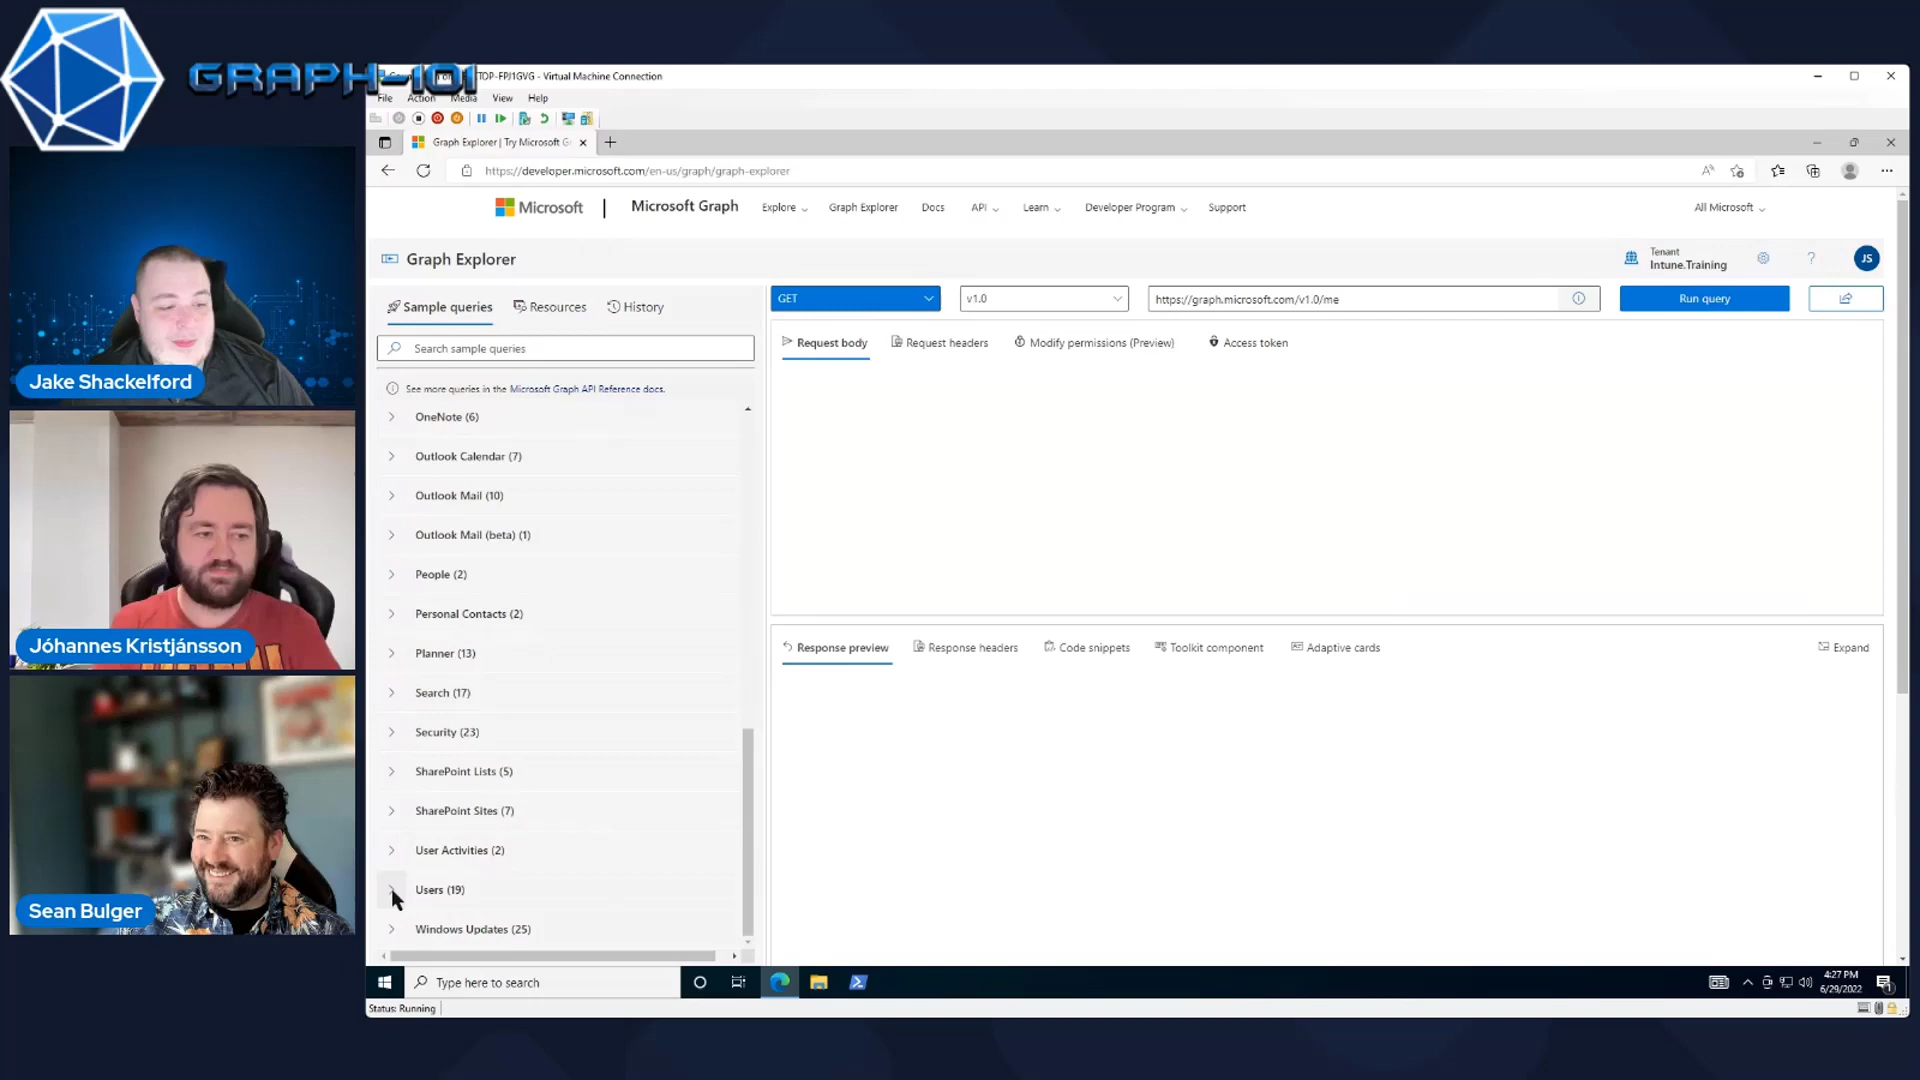 GRAPH-101
TOP-FPJ1GVG - Virtual Machine Connection
File Action Media View Help
Graph Explorer | Try Microsoft Gr
https://developer.microsoft.com/en-us/graph/graph-explorer
Microsoft | Microsoft Graph Explore Graph Explorer Docs API Learn Developer Program Support All Microsoft
Graph Explorer
Tenant
Intune.Training
?
JS
Sample queries Resources History
GET v1.0 https://graph.microsoft.com/v1.0/me Run query
Search sample queries
Request body Request headers Modify permissions (Preview) Access token
See more queries in the Microsoft Graph API Reference docs.
OneNote (6)
Outlook Calendar (7)
Outlook Mail (10)
Outlook Mail (beta) (1)
People (2)
Personal Contacts (2)
Planner (13)
Search (17)
Security (23)
SharePoint Lists (5)
SharePoint Sites (7)
User Activities (2)
Users (19)
Windows Updates (25)
Response preview Response headers Code snippets Toolkit component Adaptive cards Expand
Jake Shackelford
Jóhannes Kristjánsson
Sean Bulger
Type here to search
4:27 PM
6/29/2022
1
Status: Running